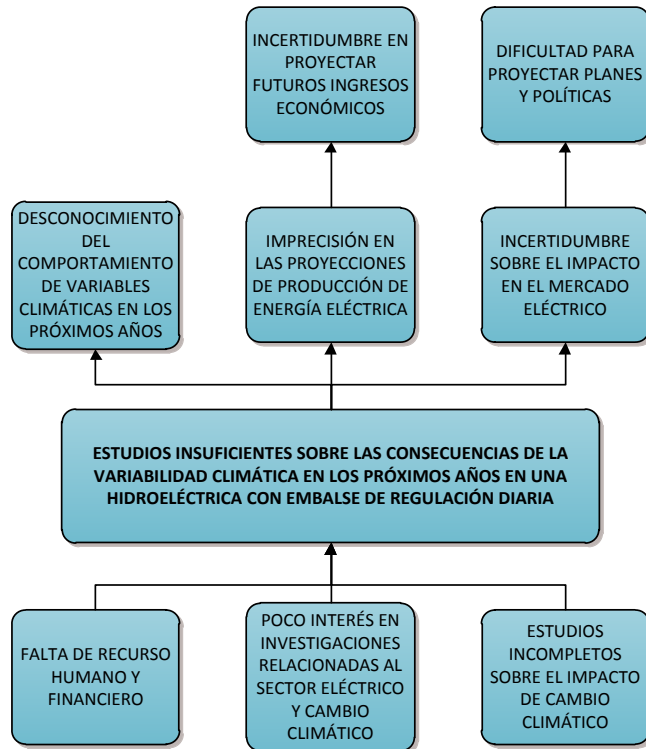 INCERTIDUMBRE EN
PROYECTAR
FUTUROS INGRESOS
ECONÓMICOS
DIFICULTAD PARA
PROYECTAR PLANES
Y POLÍTICAS
DESCONOCIMIENTO
DEL
COMPORTAMIENTO
DE VARIABLES
CLIMÁTICAS EN LOS
PRÓXIMOS AÑOS
IMPRECISIÓN EN
LAS PROYECCIONES
DE PRODUCCIÓN DE
ENERGÍA ELÉCTRICA
INCERTIDUMBRE
SOBRE EL IMPACTO
EN EL MERCADO
ELÉCTRICO
ESTUDIOS INSUFICIENTES SOBRE LAS CONSECUENCIAS DE LA
VARIABILIDAD CLIMÁTICA EN LOS PRÓXIMOS AÑOS EN UNA
HIDROELÉCTRICA CON EMBALSE DE REGULACIÓN DIARIA
FALTA DE RECURSO
HUMANO Y
FINANCIERO
POCO INTERÉS EN
INVESTIGACIONES
RELACIONADAS AL
SECTOR ELÉCTRICO
Y CAMBIO
CLIMÁTICO
ESTUDIOS
INCOMPLETOS
SOBRE EL IMPACTO
DE CAMBIO
CLIMÁTICO